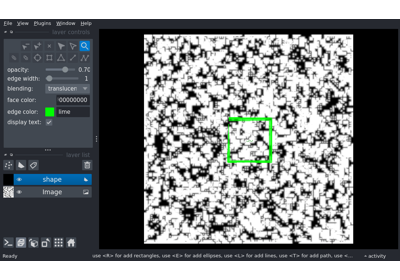 File View Plugins Window Help
layer controls
opacity: 0.70
edge width: 1
blending: translucen
face color: 00000000
edge color: lime
display text:
layer list
shape
Image
Ready use <R> for add rectangles, use <E> for add ellipses, use <L> for add lines, use <T> for add path, use <... activity